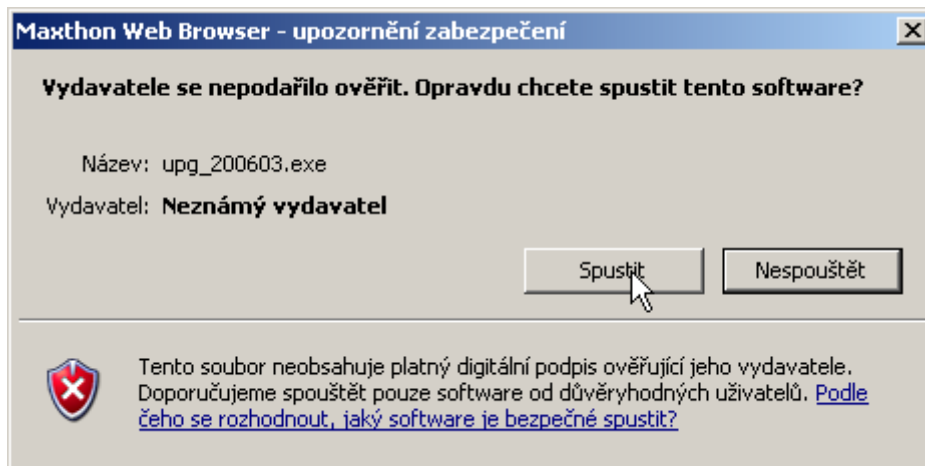 Maxthon Web Browser - upozornění zabezpečení
Vydavatele se nepodařilo ověřit. Opravdu chcete spustit tento software?
Název: upg_200603.exe
Vydavatel: Neznámý vydavatel
Spustit Nespouštět
Tento soubor neobsahuje platný digitální podpis ověřující jeho vydavatele.
Doporučujeme spouštět pouze software od důvěryhodných uživatelů. Podle
čeho se rozhodnout, jaký software je bezpečné spustit?